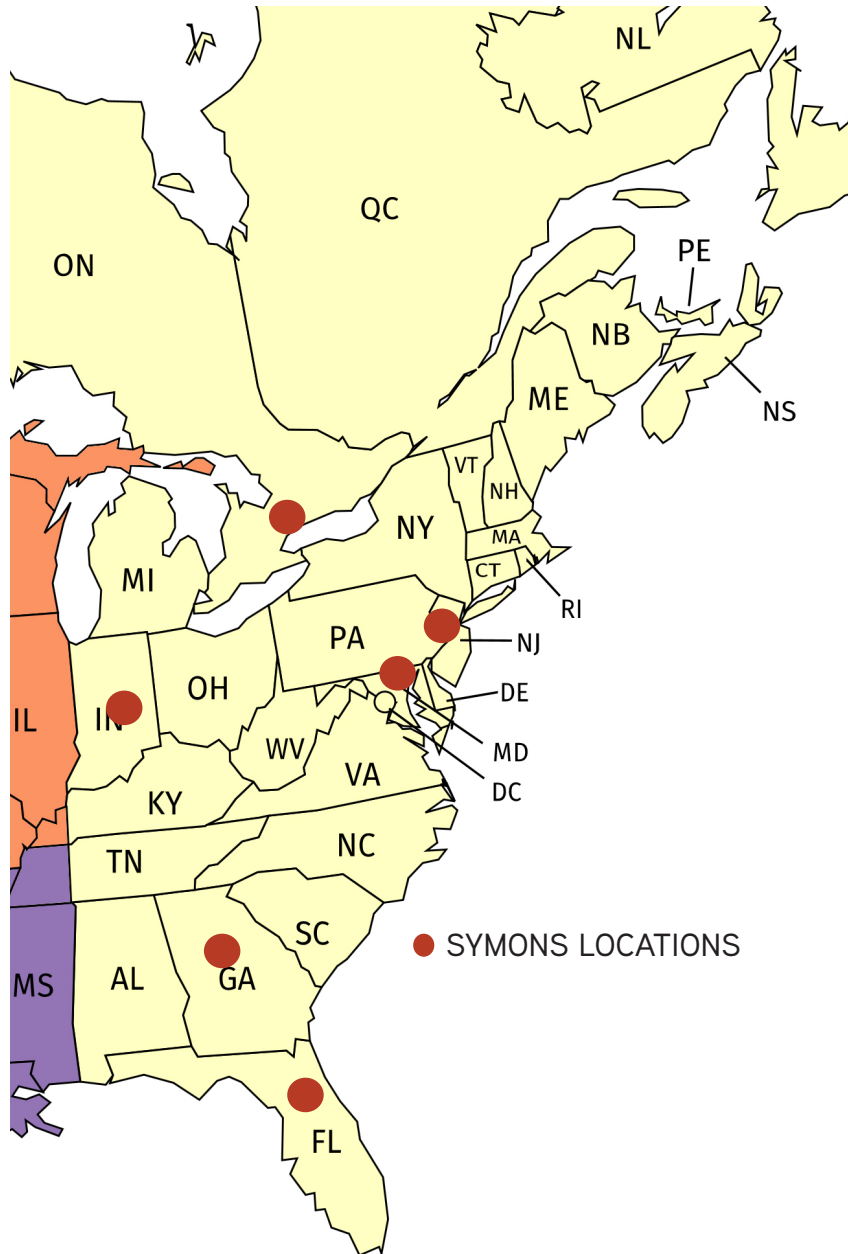 NL
QC
ON
PE
NB
ME
NS
VT
NH
NY
MA
MI
CT
RI
PA
NJ
OH
DE
IN
IL
WV
MD
VA
DC
KY
NC
TN
SC
SYMONS LOCATIONS
AL
GA
MS
FL